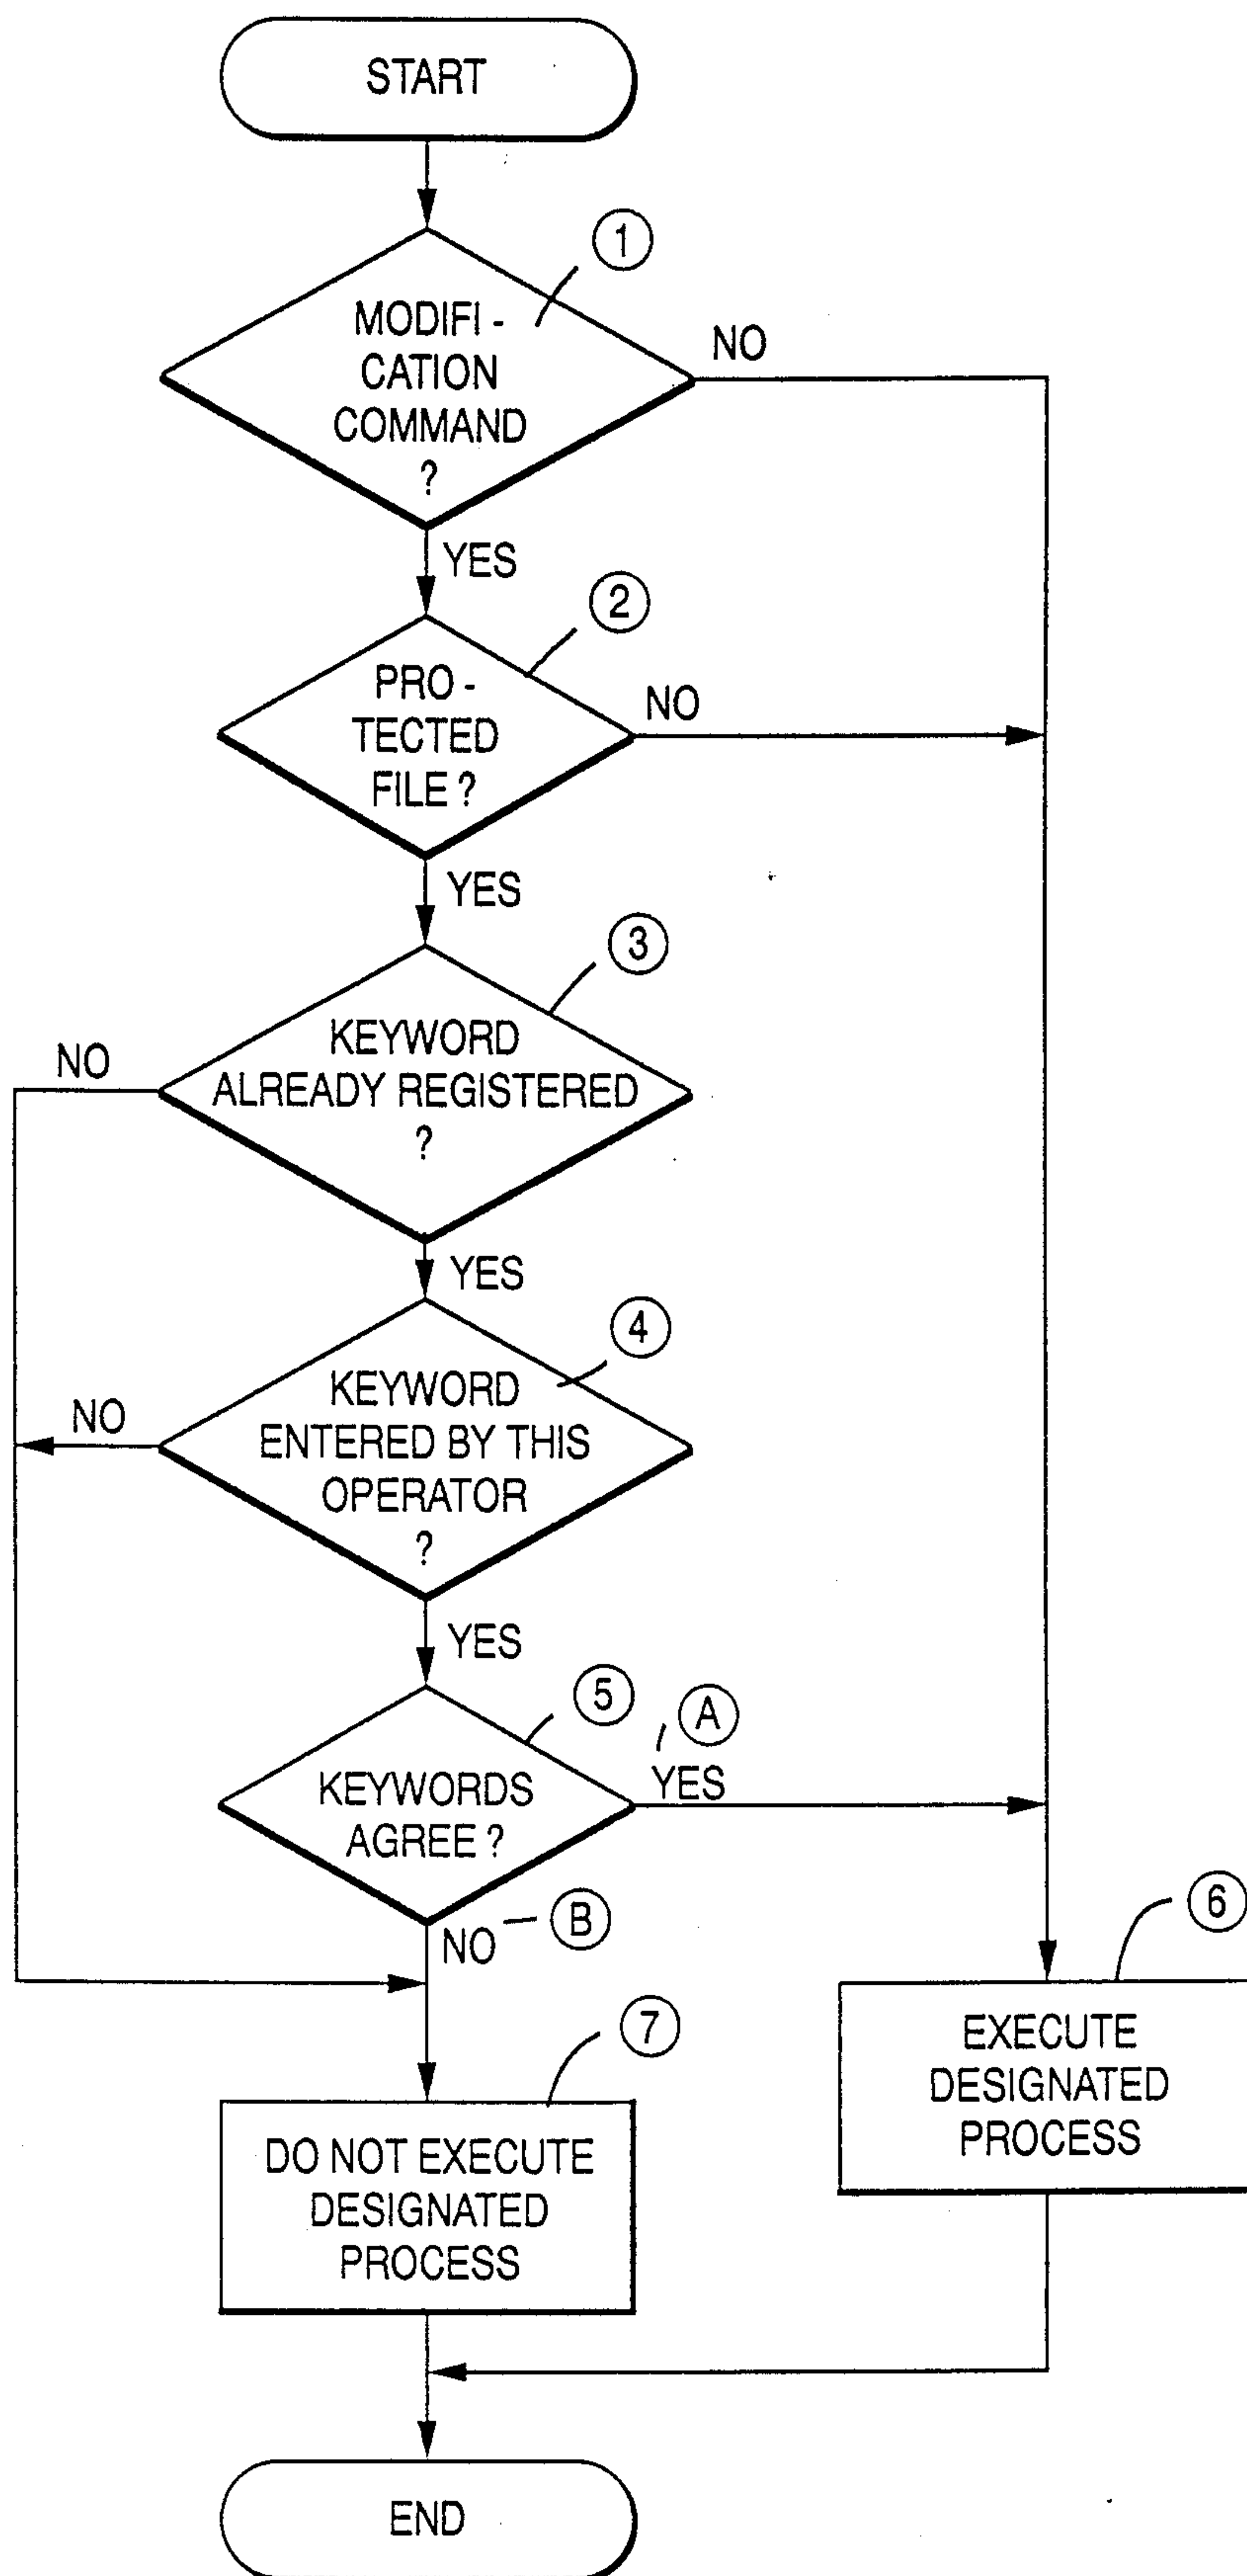 START
1
MODIFI -
CATION
COMMAND
?
NO
YES
2
PRO -
TECTED
FILE ?
NO
YES
3
KEYWORD
ALREADY REGISTERED
?
NO
YES
4
KEYWORD
ENTERED BY THIS
OPERATOR
?
NO
YES
5
A
YES
KEYWORDS
AGREE ?
NO
B
6
EXECUTE
DESIGNATED
PROCESS
7
DO NOT EXECUTE
DESIGNATED
PROCESS
END